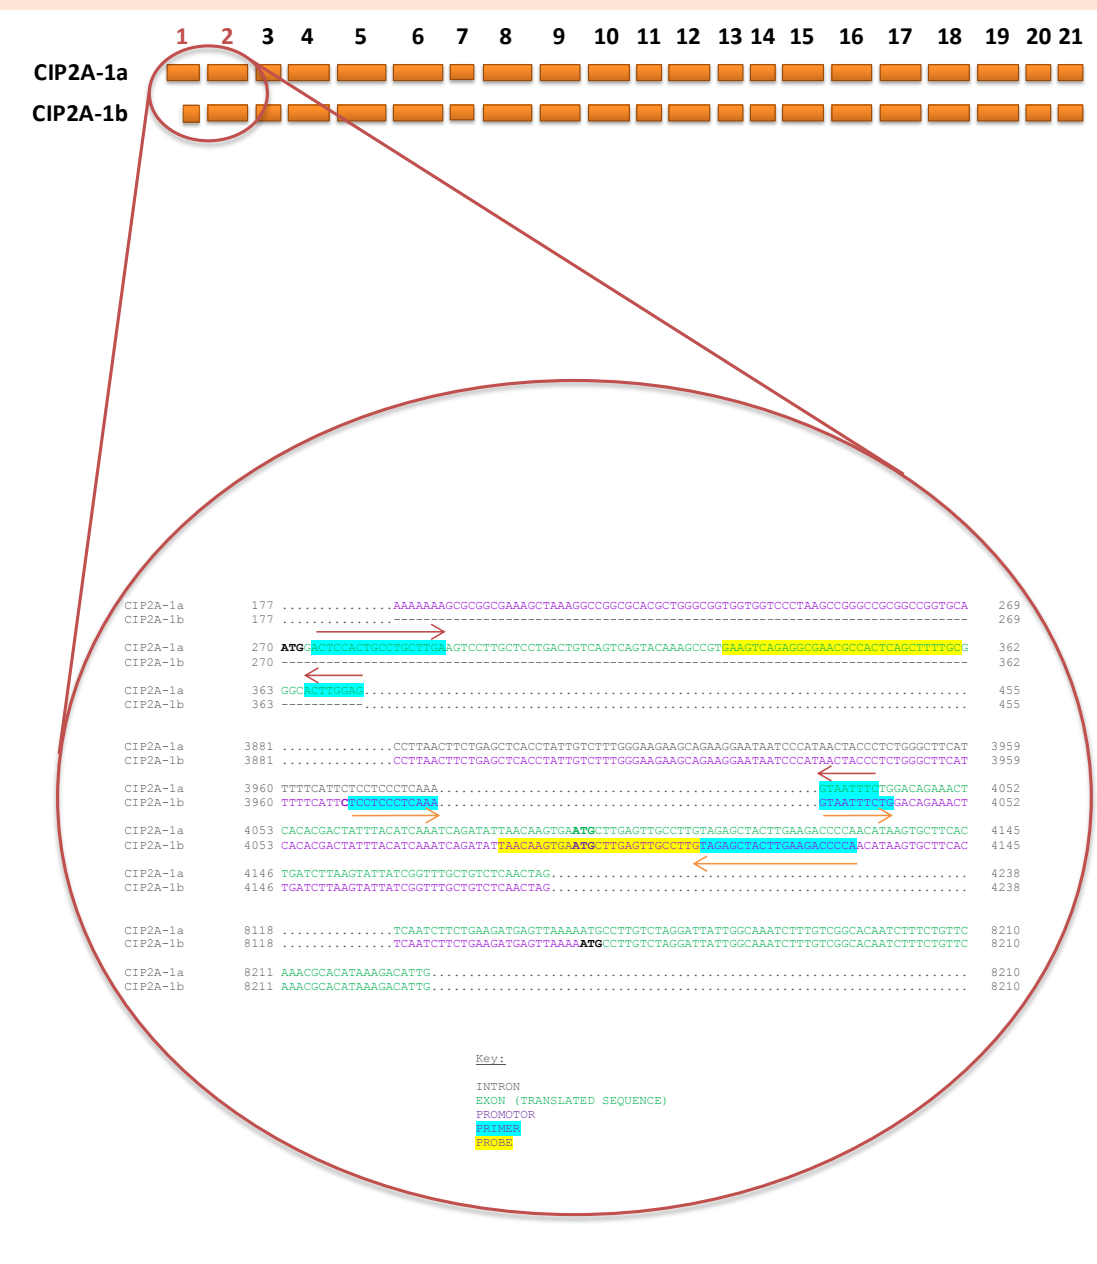 1 2 3 4 5 6 7 8 9 10 11 12 13 14 15 16 17 18 19 20 21
CIP2A-1a
CIP2A-1b
CIP2A-1a 177 ...............AAAAAAAGCGCGGCGAAAGCTAAAGGCCGGCGCACGCTGGGCGGTGGTGGTCCCTAAGCCGGGCCGCGGCCGGTGCA 269
CIP2A-1b 177 ...............----------------------------------------------------------------------------- 269
CIP2A-1a 270 ATGGACTCCACTGCCTGCTTGAAGTCCTTGCTCCTGACTGTCAGTCAGTACAAAGCCGTGAAGTCAGAGGCGAACGCCACTCAGCTTTTGCG 362
CIP2A-1b 270 -------------------------------------------------------------------------------------------- 362
CIP2A-1a 363 GGCACTTGGAG................................................................................. 455
CIP2A-1b 363 -----------................................................................................. 455
CIP2A-1a 3881 ...............CCTTAACTTCTGAGCTCACCTATTGTCTTTGGGAAGAAGCAGAAGGAATAATCCCATAACTACCCTCTGGGCTTCAT 3959
CIP2A-1b 3881 ...............CCTTAACTTCTGAGCTCACCTATTGTCTTTGGGAAGAAGCAGAAGGAATAATCCCATAACTACCCTCTGGGCTTCAT 3959
CIP2A-1a 3960 TTTTCATTCTCCTCCCTCAAA...................................................GTAATTTCTGGACAGAAACT 4052
CIP2A-1b 3960 TTTTCATTCTCCTCCCTCAAA...................................................GTAATTTCTGGACAGAAACT 4052
CIP2A-1a 4053 CACACGACTATTTACATCAAATCAGATATTAACAAGTGAATGCTTGAGTTGCCTTGTAGAGCTACTTGAAGACCCCAACATAAGTGCTTCAC 4145
CIP2A-1b 4053 CACACGACTATTTACATCAAATCAGATATTAACAAGTGAATGCTTGAGTTGCCTTGTAGAGCTACTTGAAGACCCCAACATAAGTGCTTCAC 4145
CIP2A-1a 4146 TGATCTTAAGTATTATCGGTTTGCTGTCTCAACTAG........................................................ 4238
CIP2A-1b 4146 TGATCTTAAGTATTATCGGTTTGCTGTCTCAACTAG........................................................ 4238
CIP2A-1a 8118 ...............TCAATCTTCTGAAGATGAGTTAAAAATGCCTTGTCTAGGATTATTGGCAAATCTTTGTCGGCACAATCTTTCTGTTC 8210
CIP2A-1b 8118 ...............TCAATCTTCTGAAGATGAGTTAAAAATGCCTTGTCTAGGATTATTGGCAAATCTTTGTCGGCACAATCTTTCTGTTC 8210
CIP2A-1a 8211 AAACGCACATAAAGACATTG........................................................................ 8210
CIP2A-1b 8211 AAACGCACATAAAGACATTG........................................................................ 8210
Key:
INTRON
EXON (TRANSLATED SEQUENCE)
PROMOTOR
PRIMER
PROBE